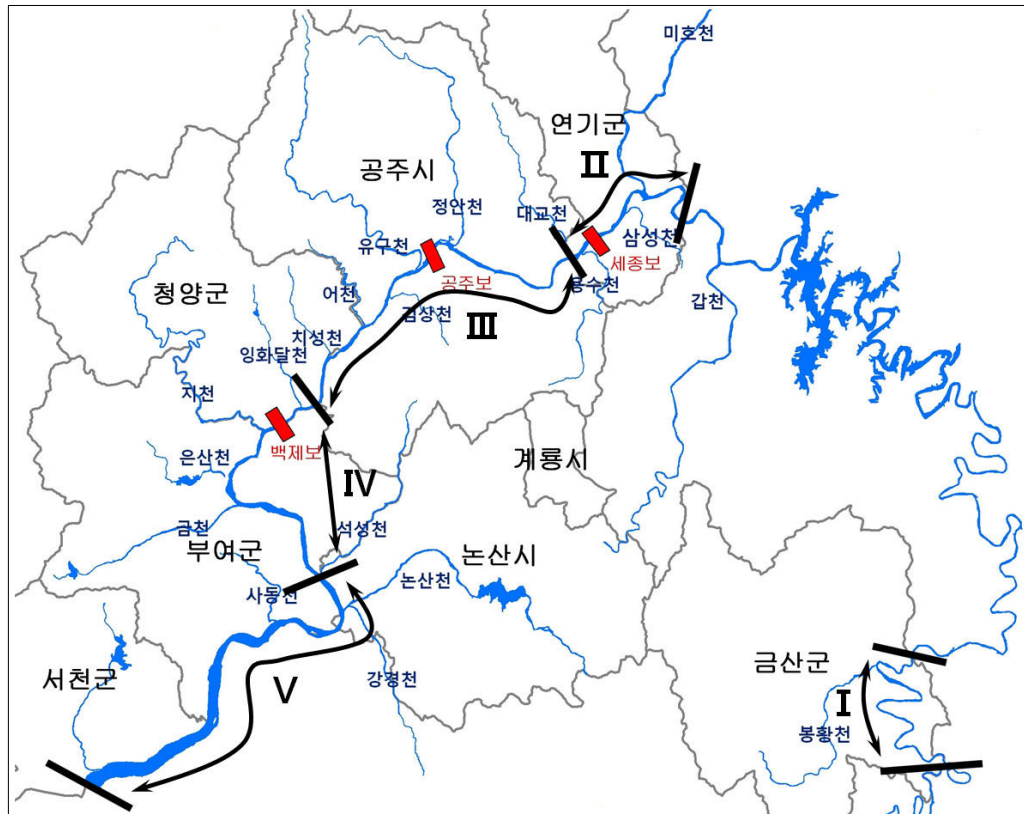 미호천
연기군
II
공주시
정안천
대교천
삼성천
유구천
세종보
공주보
용수천
청양군
어천
검상천
갑천
III
치성천
잉화달천
지천
백제보
은산천
계룡시
IV
금천
석성천
부여군
논산시
논산천
사동천
금산군
서천군
강경천
V
I
봉황천